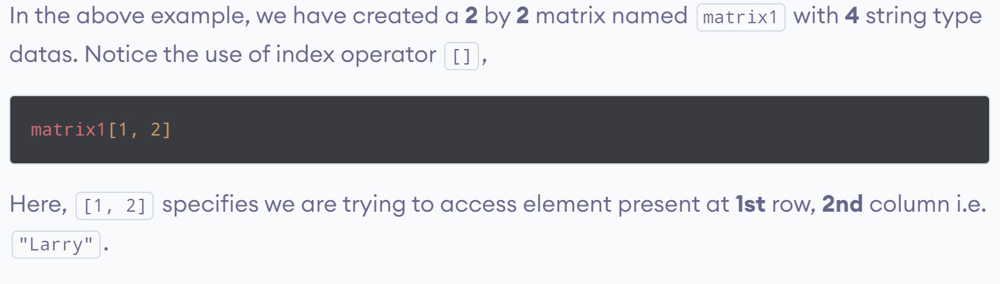 In the above example, we have created a 2 by 2 matrix named matrix1 with 4 string type
datas. Notice the use of index operator [],
matrix1[1, 2]
Here, [1, 2] specifies we are trying to access element present at 1st row, 2nd column i.e.
"Larry".